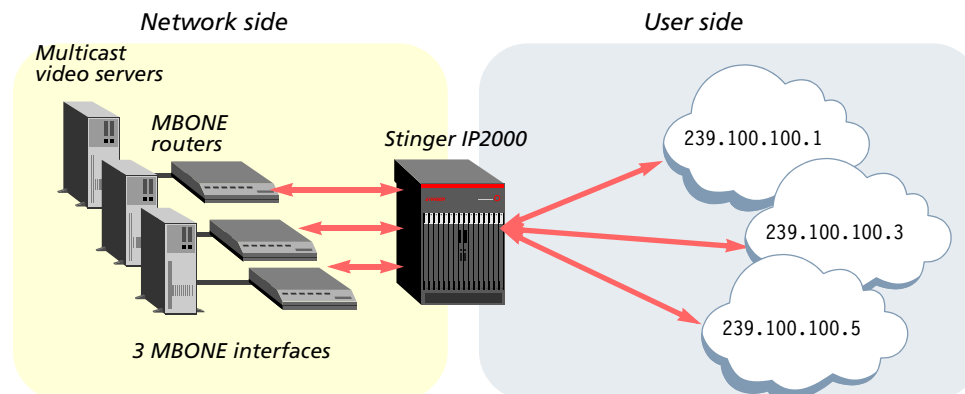 Network side
User side
Multicast
video servers
MBONE
routers
Stinger IP2000
239.100.100.1
239.100.100.3
239.100.100.5
3 MBONE interfaces